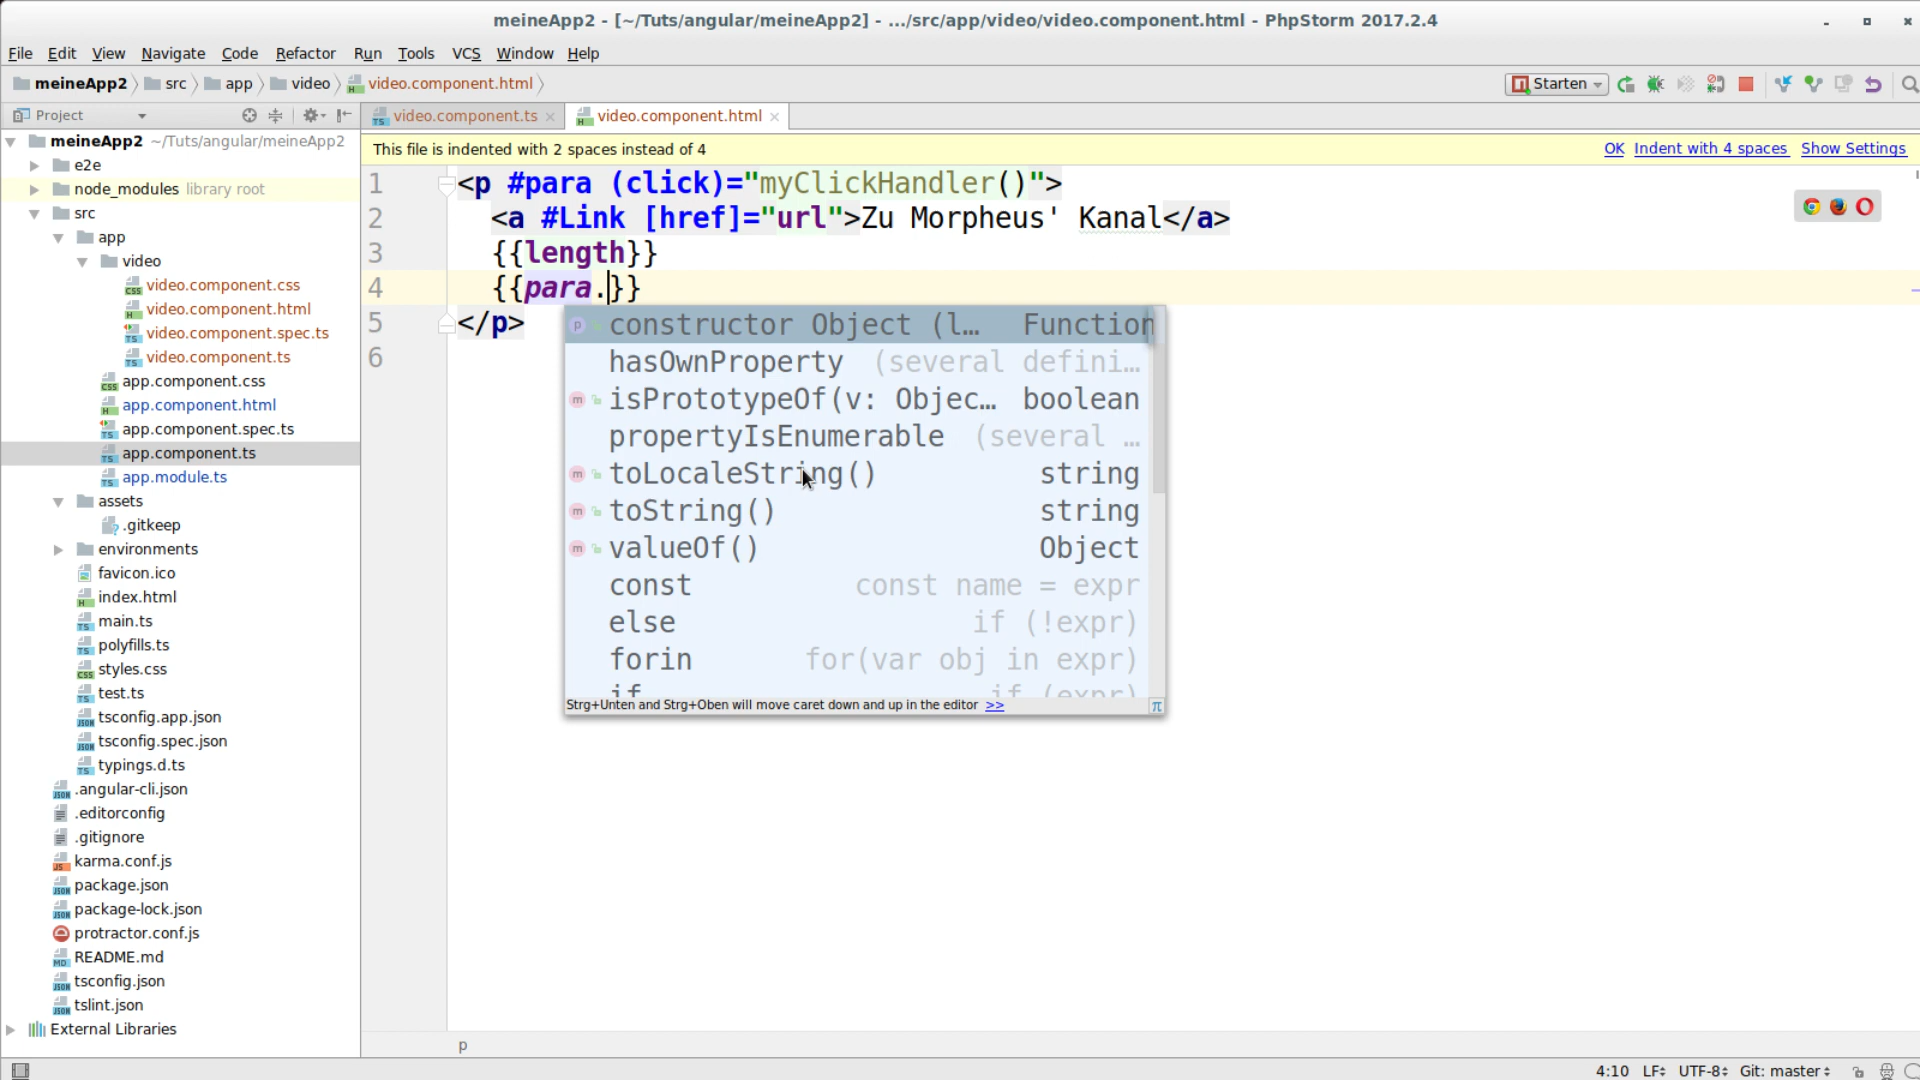 meineApp2 - [~/Tuts/angular/meineApp2] - .../src/app/video/video.component.html - PhpStorm 2017.2.4
File Edit View Navigate Code Refactor Run Tools VCS Window Help
meineApp2 src app video video.component.html Starten
Project
video.component.ts video.component.html
This file is indented with 2 spaces instead of 4 OK Indent with 4 spaces Show Settings
meineApp2 ~/Tuts/angular/meineApp2
e2e
node_modules library root
src
app
video
video.component.css
video.component.html
video.component.spec.ts
video.component.ts
app.component.css
app.component.html
app.component.spec.ts
app.component.ts
app.module.ts
assets
.gitkeep
environments
favicon.ico
index.html
main.ts
polyfills.ts
styles.css
test.ts
tsconfig.app.json
tsconfig.spec.json
typings.d.ts
.angular-cli.json
.editorconfig
.gitignore
karma.conf.js
package.json
package-lock.json
protractor.conf.js
README.md
tsconfig.json
tslint.json
External Libraries
1 <p #para (click)="myClickHandler()">
2 <a #Link [href]="url">Zu Morpheus' Kanal</a>
3 {{length}}
4 {{para.}}
5 </p>
6
constructor Object (l… Function
hasOwnProperty (several defini…
isPrototypeOf(v: Objec… boolean
propertyIsEnumerable (several …
toLocaleString() string
toString() string
valueOf() Object
const const name = expr
else if (!expr)
forin for(var obj in expr)
if if (expr)
Strg+Unten and Strg+Oben will move caret down and up in the editor >> π
p
4:10 LF UTF-8 Git: master